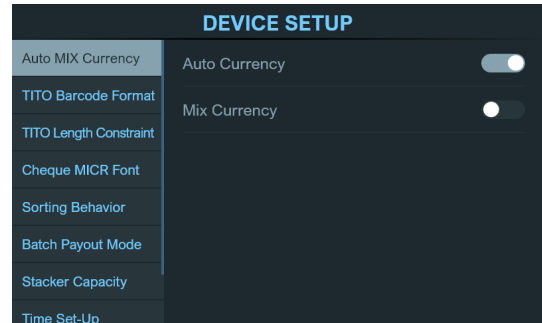 DEVICE SETUP
Auto MIX Currency
TITO Barcode Format
TITO Length Constraint
Cheque MICR Font
Sorting Behavior
Batch Payout Mode
Stacker Capacity
Time Set-Up
Auto Currency
Mix Currency